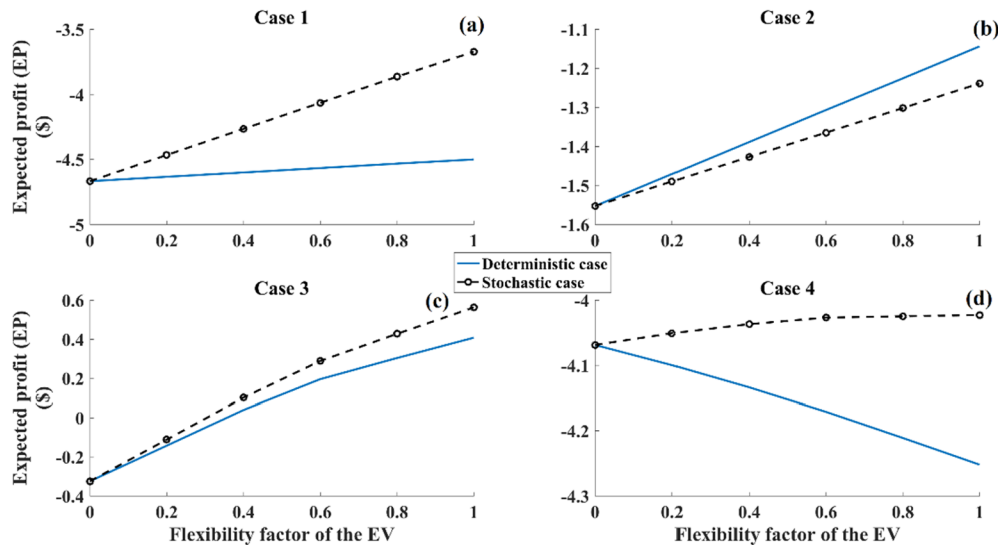 Case 1
(a)
Expected profit (EP)
($)
-3.5
-4
-4.5
-5
0 0.2 0.4 0.6 0.8 1
Case 2
(b)
-1.1
-1.2
-1.3
-1.4
-1.5
-1.6
0 0.2 0.4 0.6 0.8 1
Deterministic case
Stochastic case
Case 3
(c)
Expected profit (EP)
($)
0.6
0.4
0.2
0
-0.2
-0.4
0 0.2 0.4 0.6 0.8 1
Flexibility factor of the EV
Case 4
(d)
-4
-4.1
-4.2
-4.3
0 0.2 0.4 0.6 0.8 1
Flexibility factor of the EV